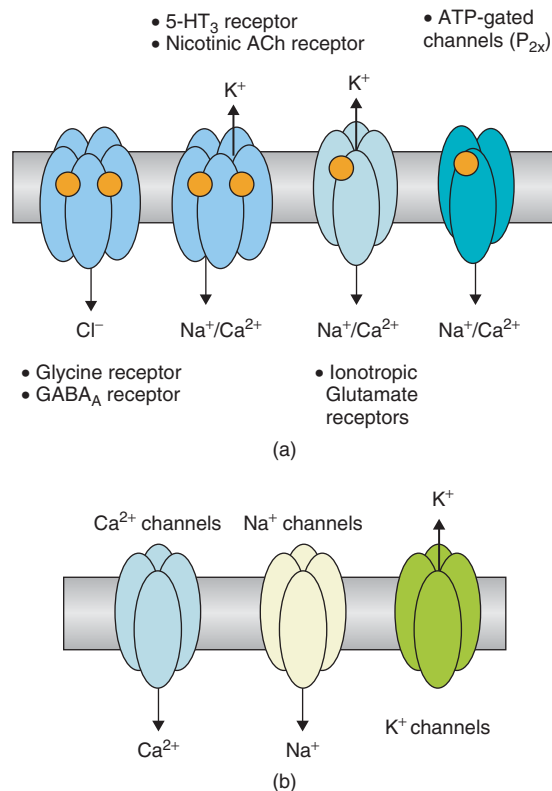 • 5-HT₃ receptor
• Nicotinic ACh receptor
• ATP-gated
channels (P₂ₓ)
K⁺
K⁺
Cl⁻
Na⁺/Ca²⁺
Na⁺/Ca²⁺
Na⁺/Ca²⁺
• Glycine receptor
• GABA_A receptor
• Ionotropic
Glutamate
receptors
(a)
K⁺
Ca²⁺ channels
Na⁺ channels
K⁺ channels
Ca²⁺
Na⁺
(b)